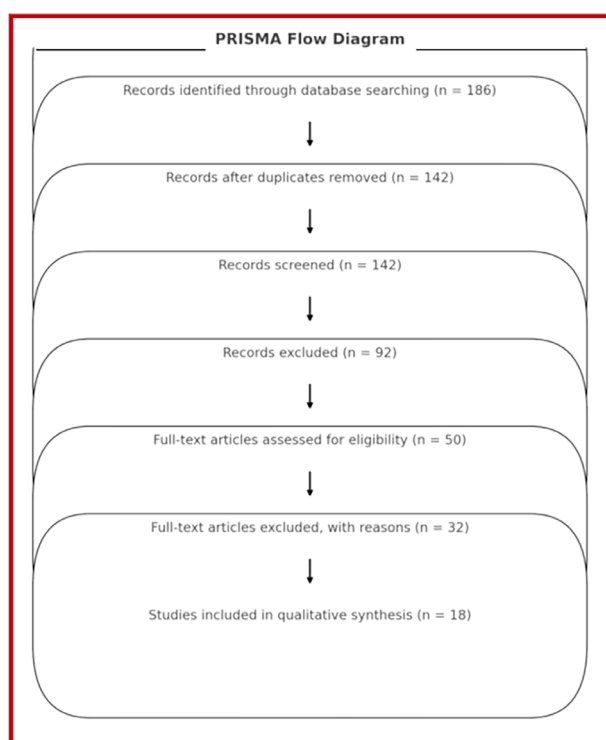 PRISMA Flow Diagram
Records identified through database searching (n = 186)
Records after duplicates removed (n = 142)
Records screened (n = 142)
Records excluded (n = 92)
Full-text articles assessed for eligibility (n = 50)
Full-text articles excluded, with reasons (n = 32)
Studies included in qualitative synthesis (n = 18)